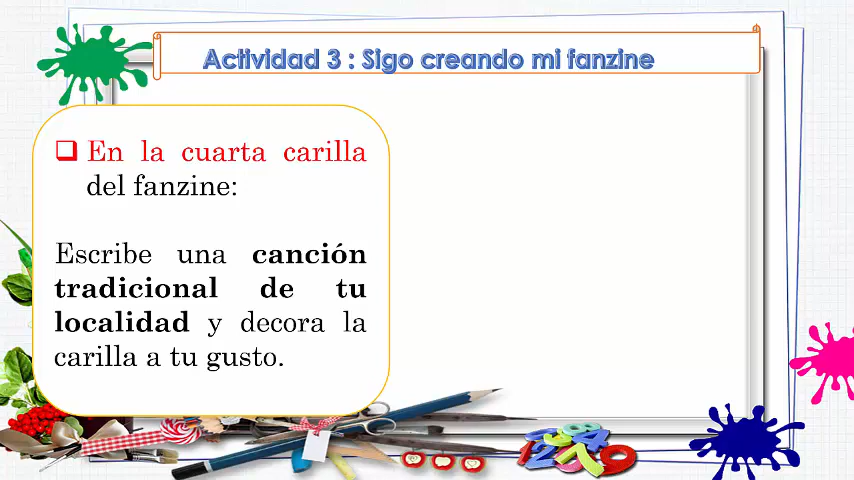 Actividad 3 : Sigo creando mi fanzine
❑ En la cuarta carilla
del fanzine:
Escribe una canción
tradicional de tu
localidad y decora la
carilla a tu gusto.